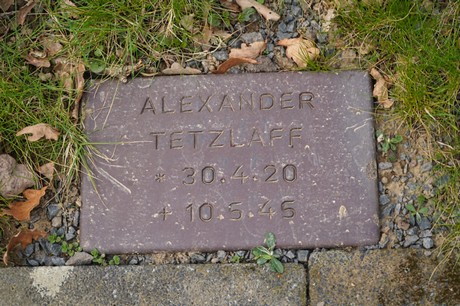 ALEXANDER
TETZLAFF
* 30.4.20
+ 10.5.45